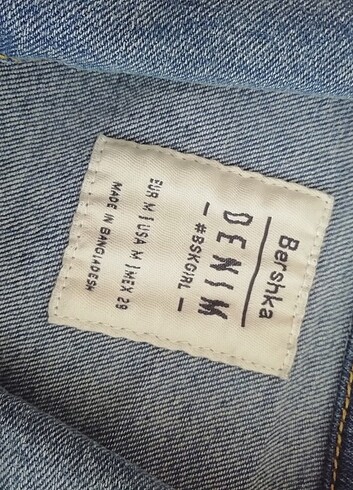 Bershka
DENIM
— #BSKGIRL —
EUR M | USA M | MEX 28
MADE IN BANGLADESH